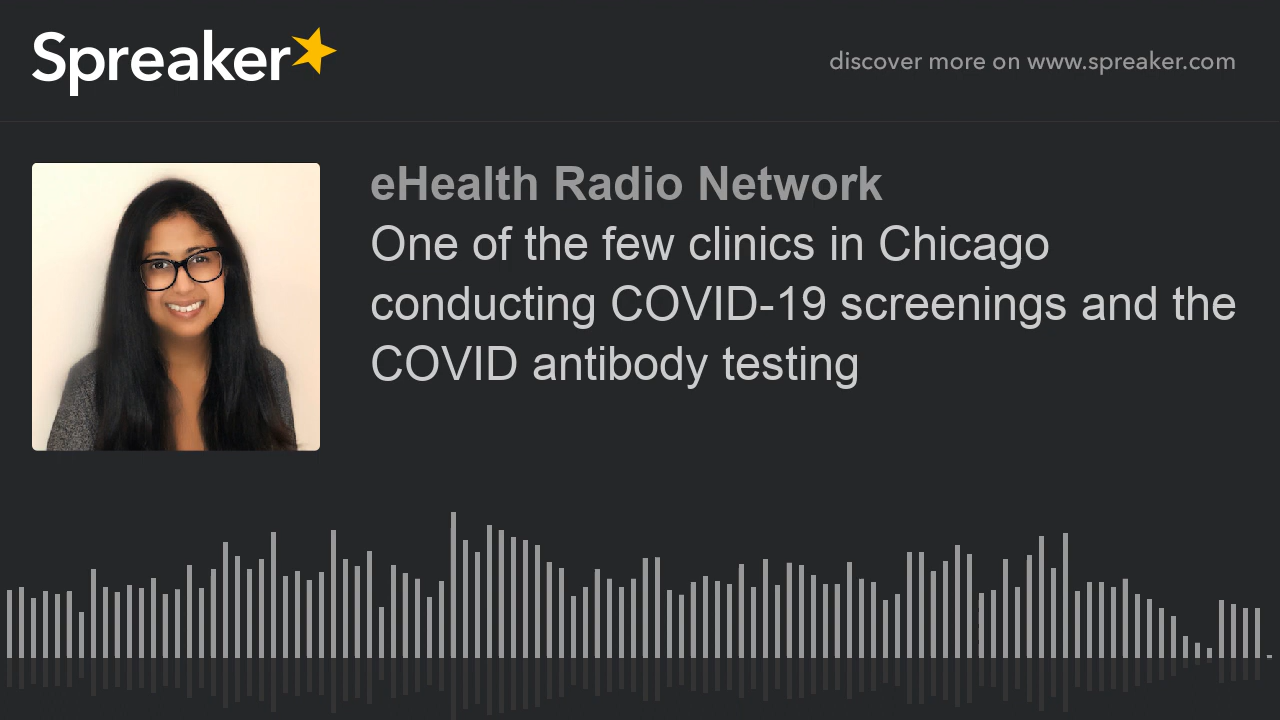 Spreaker
discover more on www.spreaker.com
eHealth Radio Network
One of the few clinics in Chicago
conducting COVID-19 screenings and the
COVID antibody testing